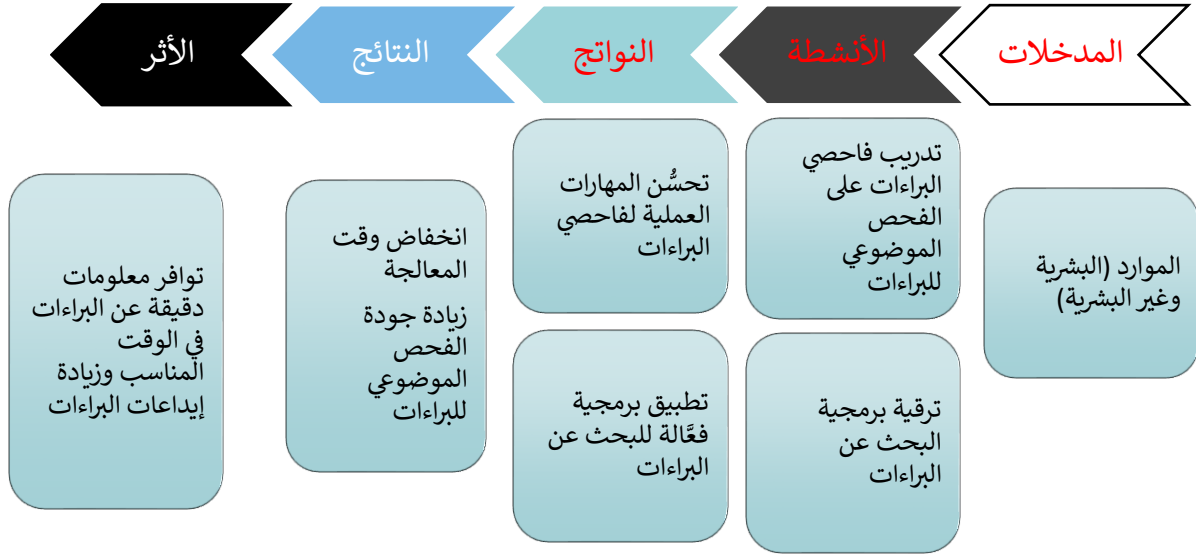 المدخلات
الأنشطة
النواتج
النتائج
الأثر
الموارد (البشرية
وغير البشرية)
تدريب فاحصي
البراءات على
الفحص
الموضوعي
للبراءات
ترقية برمجية
البحث عن
البراءات
تحسُّن المهارات
العملية لفاحصي
البراءات
تطبيق برمجية
فعَّالة للبحث عن
البراءات
انخفاض وقت
المعالجة
زيادة جودة
الفحص
الموضوعي
للبراءات
توافر معلومات
دقيقة عن البراءات
في الوقت
المناسب وزيادة
إيداعات البراءات